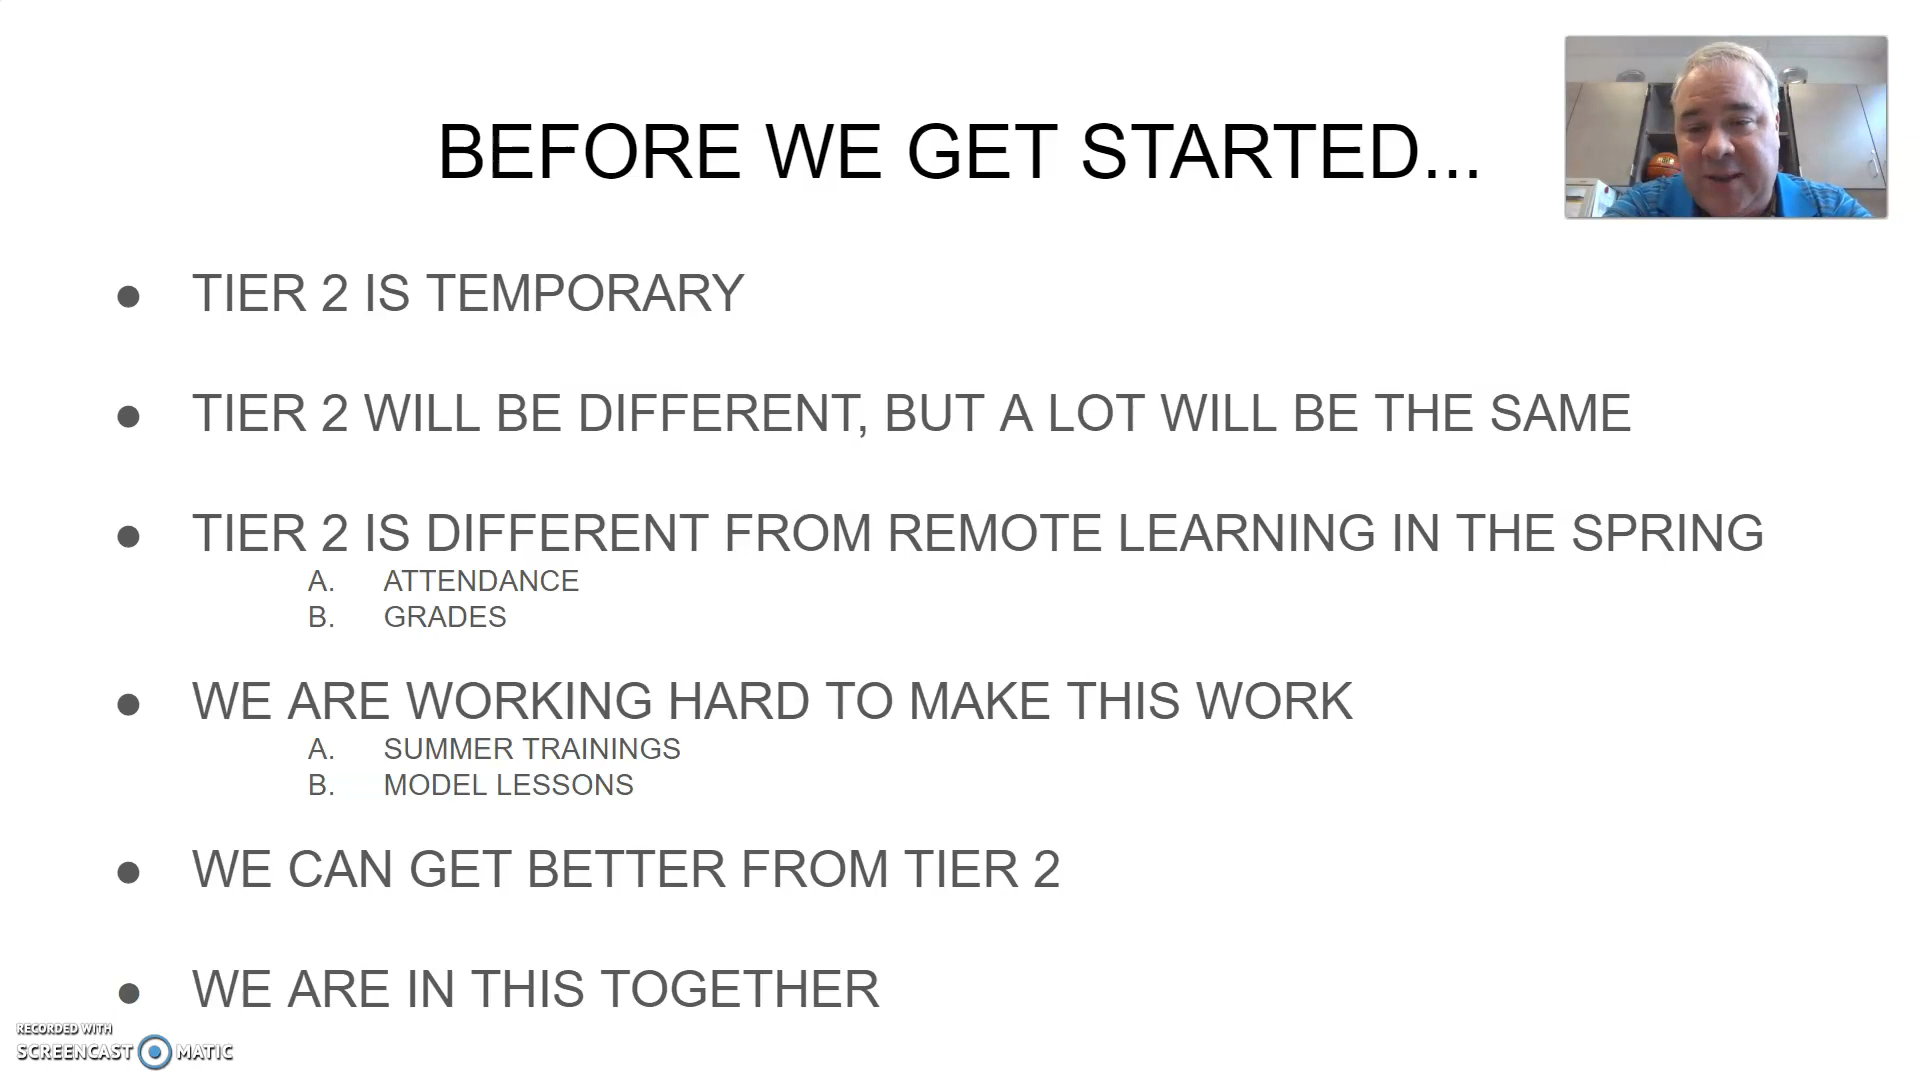 BEFORE WE GET STARTED...
● TIER 2 IS TEMPORARY
● TIER 2 WILL BE DIFFERENT, BUT A LOT WILL BE THE SAME
● TIER 2 IS DIFFERENT FROM REMOTE LEARNING IN THE SPRING
A. ATTENDANCE
B. GRADES
● WE ARE WORKING HARD TO MAKE THIS WORK
A. SUMMER TRAININGS
B. MODEL LESSONS
● WE CAN GET BETTER FROM TIER 2
● WE ARE IN THIS TOGETHER
RECORDED WITH
SCREENCAST MATIC